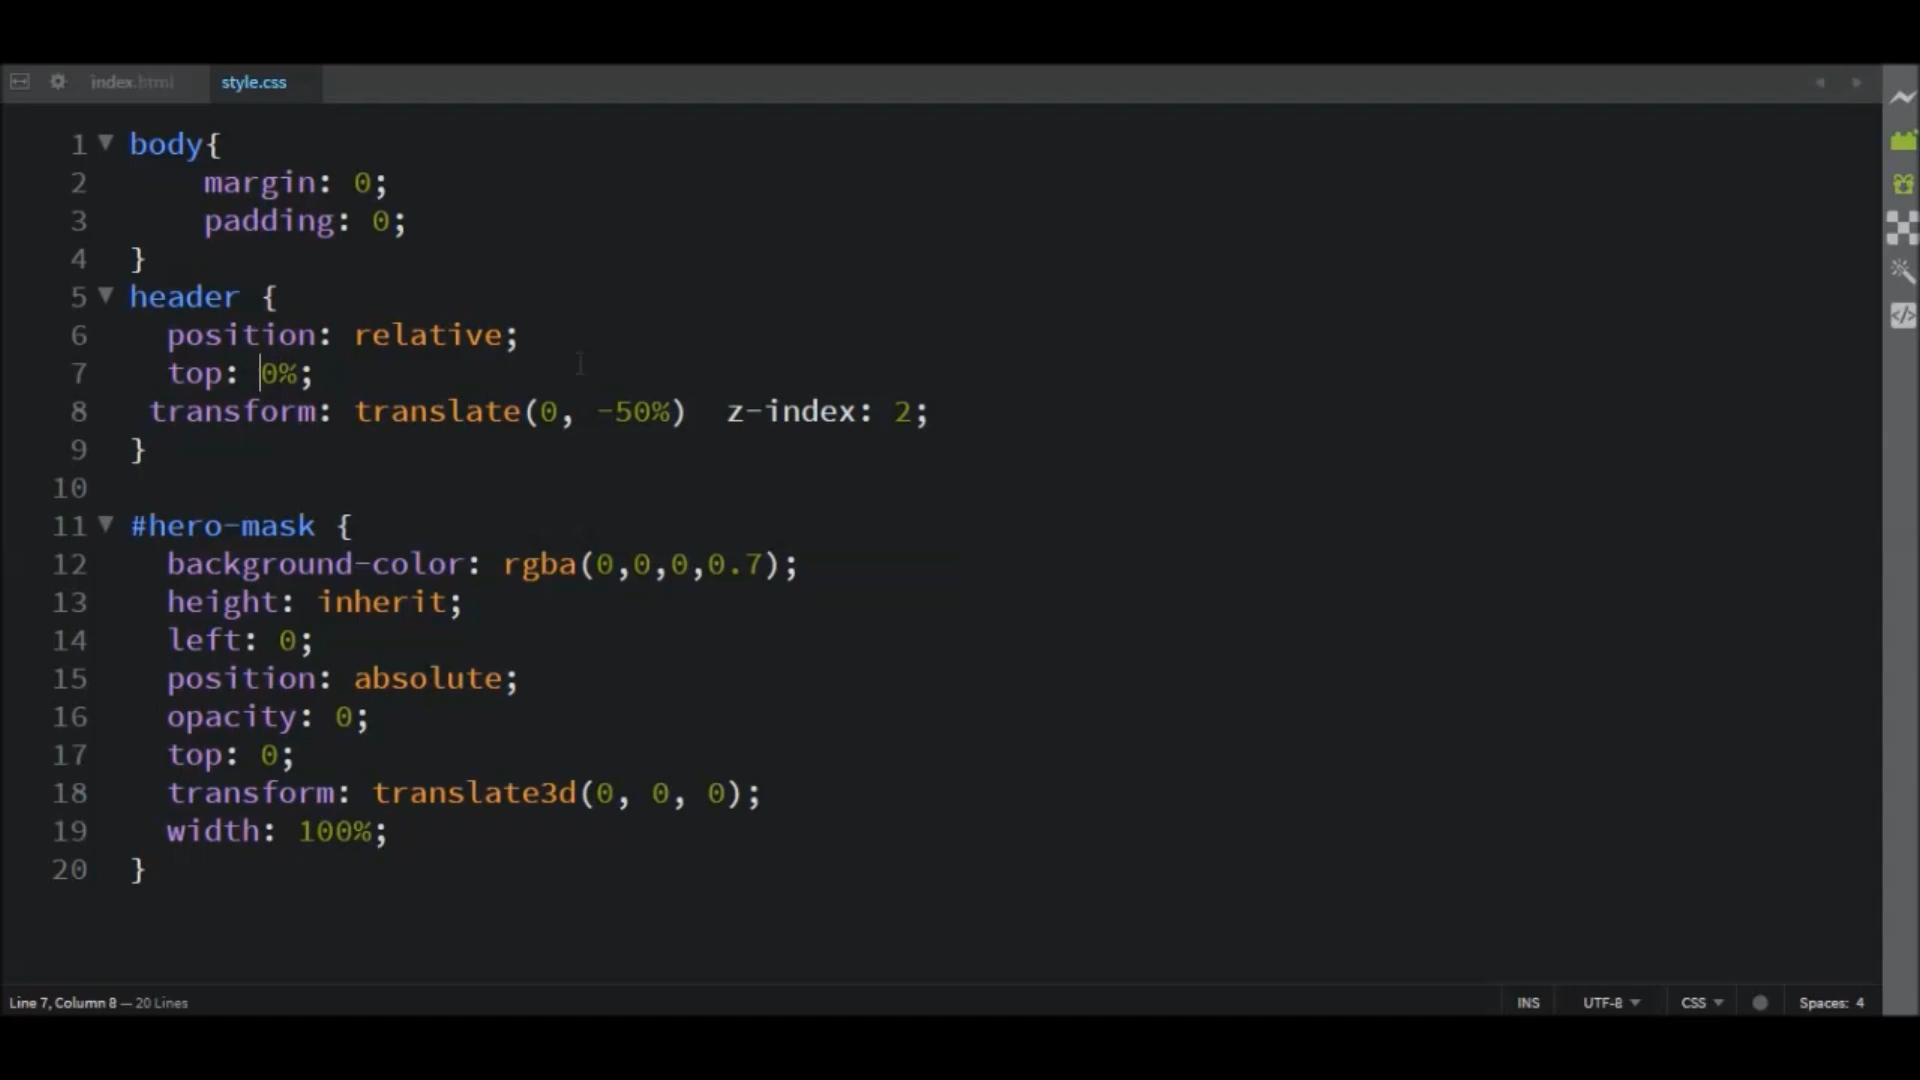 index.html
style.css
1 body{
2 margin: 0;
3 padding: 0;
4 }
5 header {
6 position: relative;
7 top: 0%;
8 transform: translate(0, -50%)  z-index: 2;
9 }
10
11 #hero-mask {
12 background-color: rgba(0,0,0,0.7);
13 height: inherit;
14 left: 0;
15 position: absolute;
16 opacity: 0;
17 top: 0;
18 transform: translate3d(0, 0, 0);
19 width: 100%;
20 }
Line 7, Column 8 — 20 Lines
INS
UTF-8
CSS
Spaces: 4